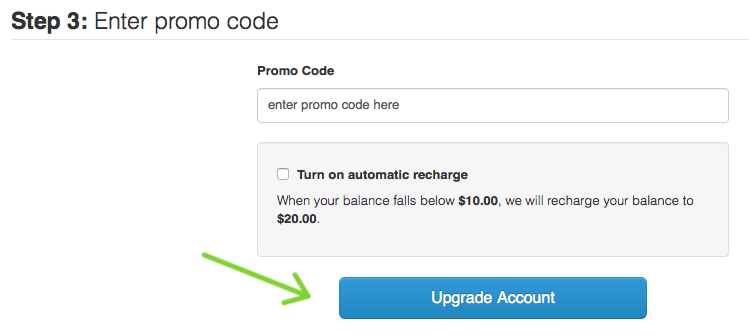 Step 3: Enter promo code
Promo Code
enter promo code here
Turn on automatic recharge
When your balance falls below $10.00, we will recharge your balance to
$20.00.
Upgrade Account